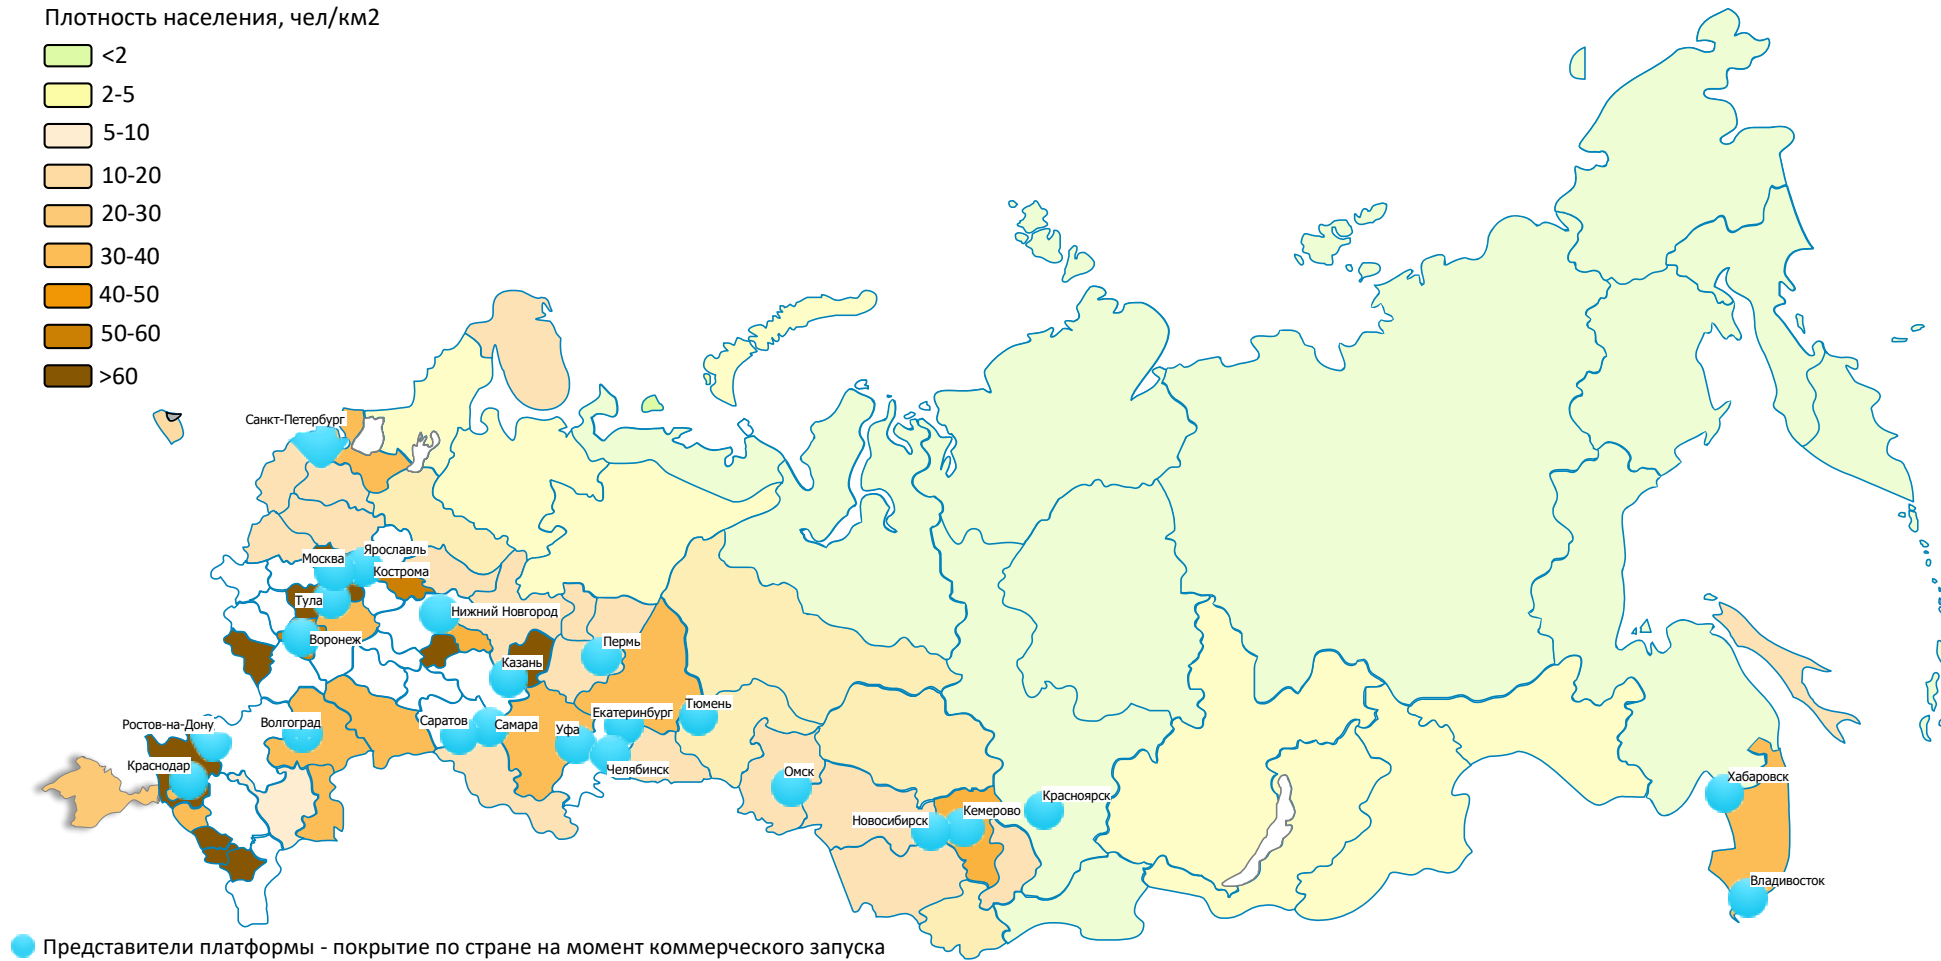 Плотность населения, чел/км2
<2
2-5
5-10
10-20
20-30
30-40
40-50
50-60
>60
Санкт-Петербург
Москва
Ярославль
Кострома
Тула
Нижний Новгород
Воронеж
Пермь
Казань
Ростов-на-Дону
Волгоград
Саратов
Самара
Уфа
Екатеринбург
Тюмень
Краснодар
Челябинск
Омск
Новосибирск
Кемерово
Красноярск
Хабаровск
Владивосток
Представители платформы - покрытие по стране на момент коммерческого запуска